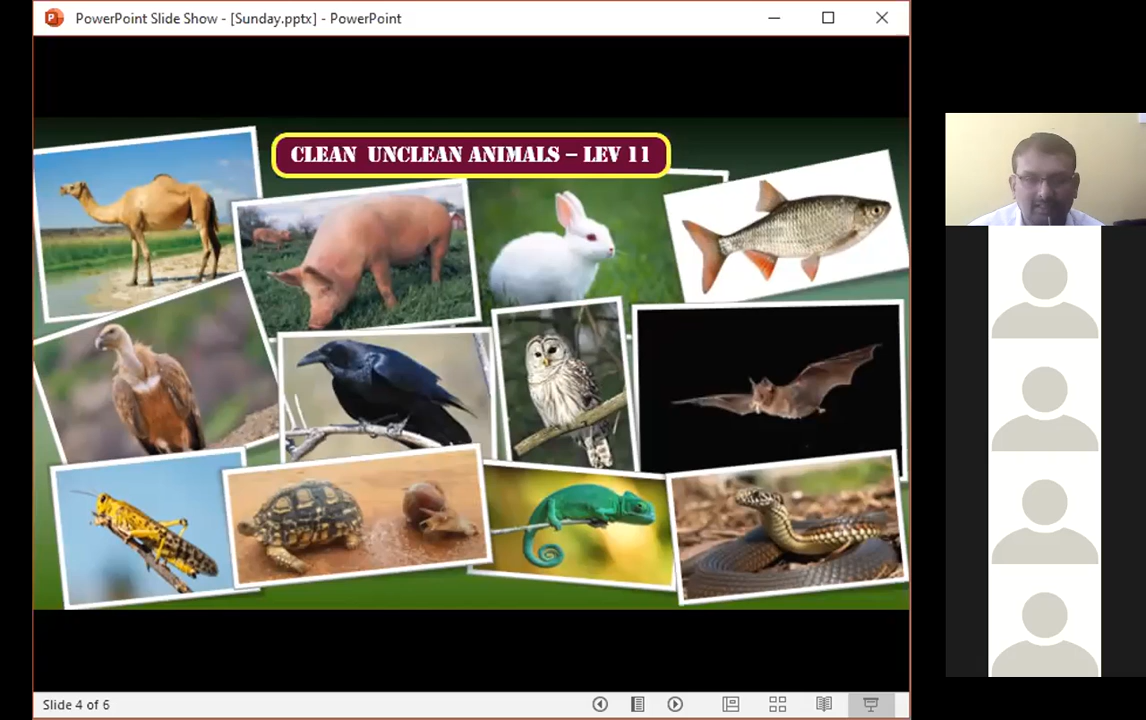 PowerPoint Slide Show - [Sunday.pptx] - PowerPoint
CLEAN UNCLEAN ANIMALS – LEV 11
Slide 4 of 6